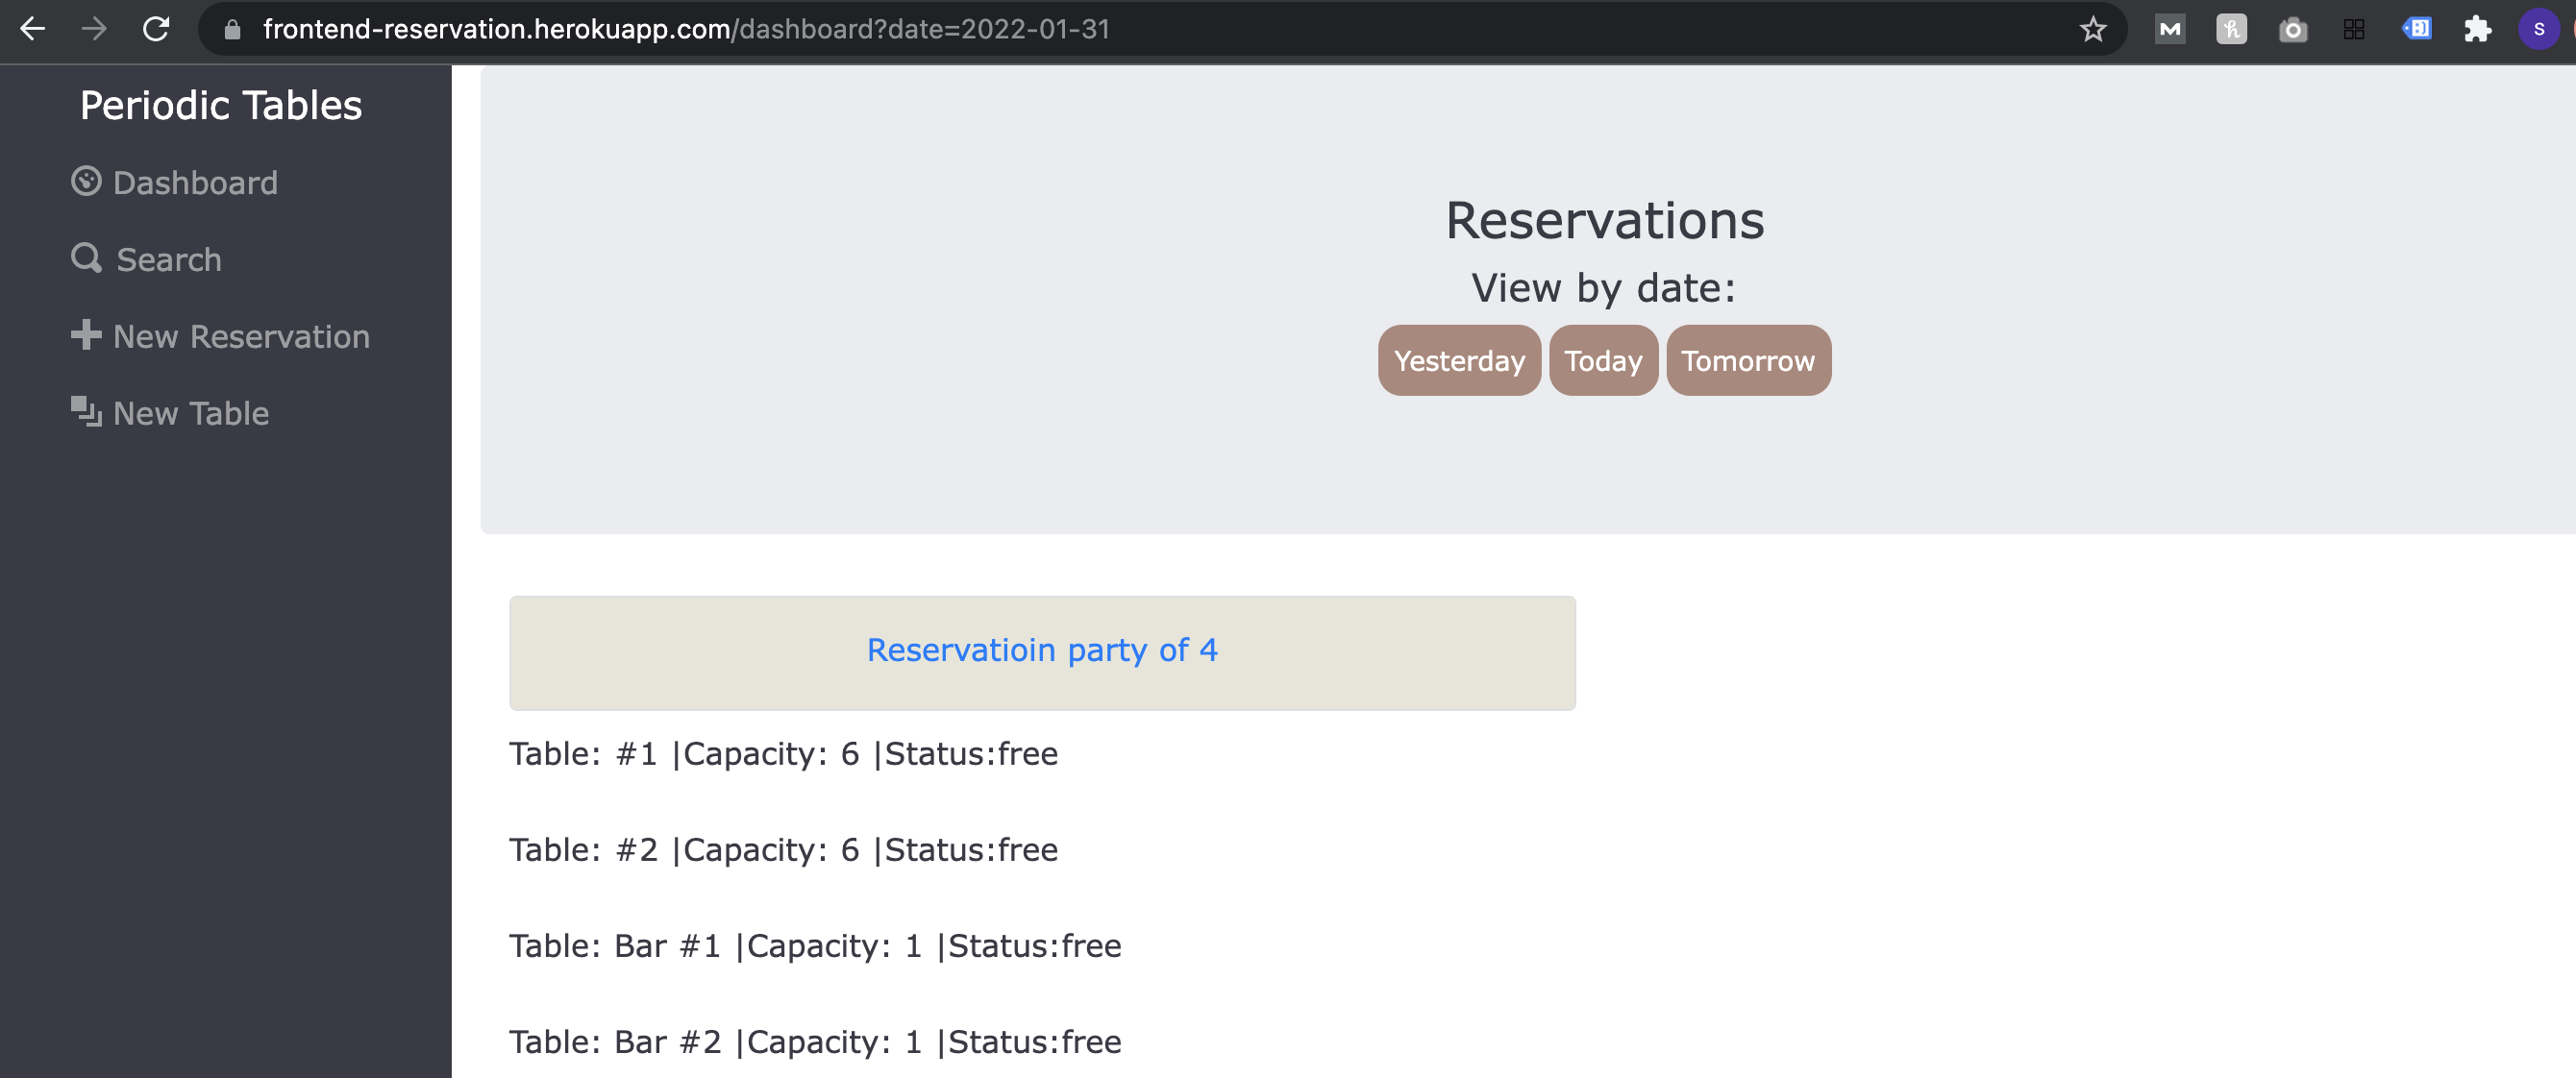 frontend-reservation.herokuapp.com/dashboard?date=2022-01-31
S
Periodic Tables
Dashboard
Search
New Reservation
New Table
Reservations
View by date:
Yesterday Today Tomorrow
Reservatioin party of 4
Table: #1 |Capacity: 6 |Status:free
Table: #2 |Capacity: 6 |Status:free
Table: Bar #1 |Capacity: 1 |Status:free
Table: Bar #2 |Capacity: 1 |Status:free